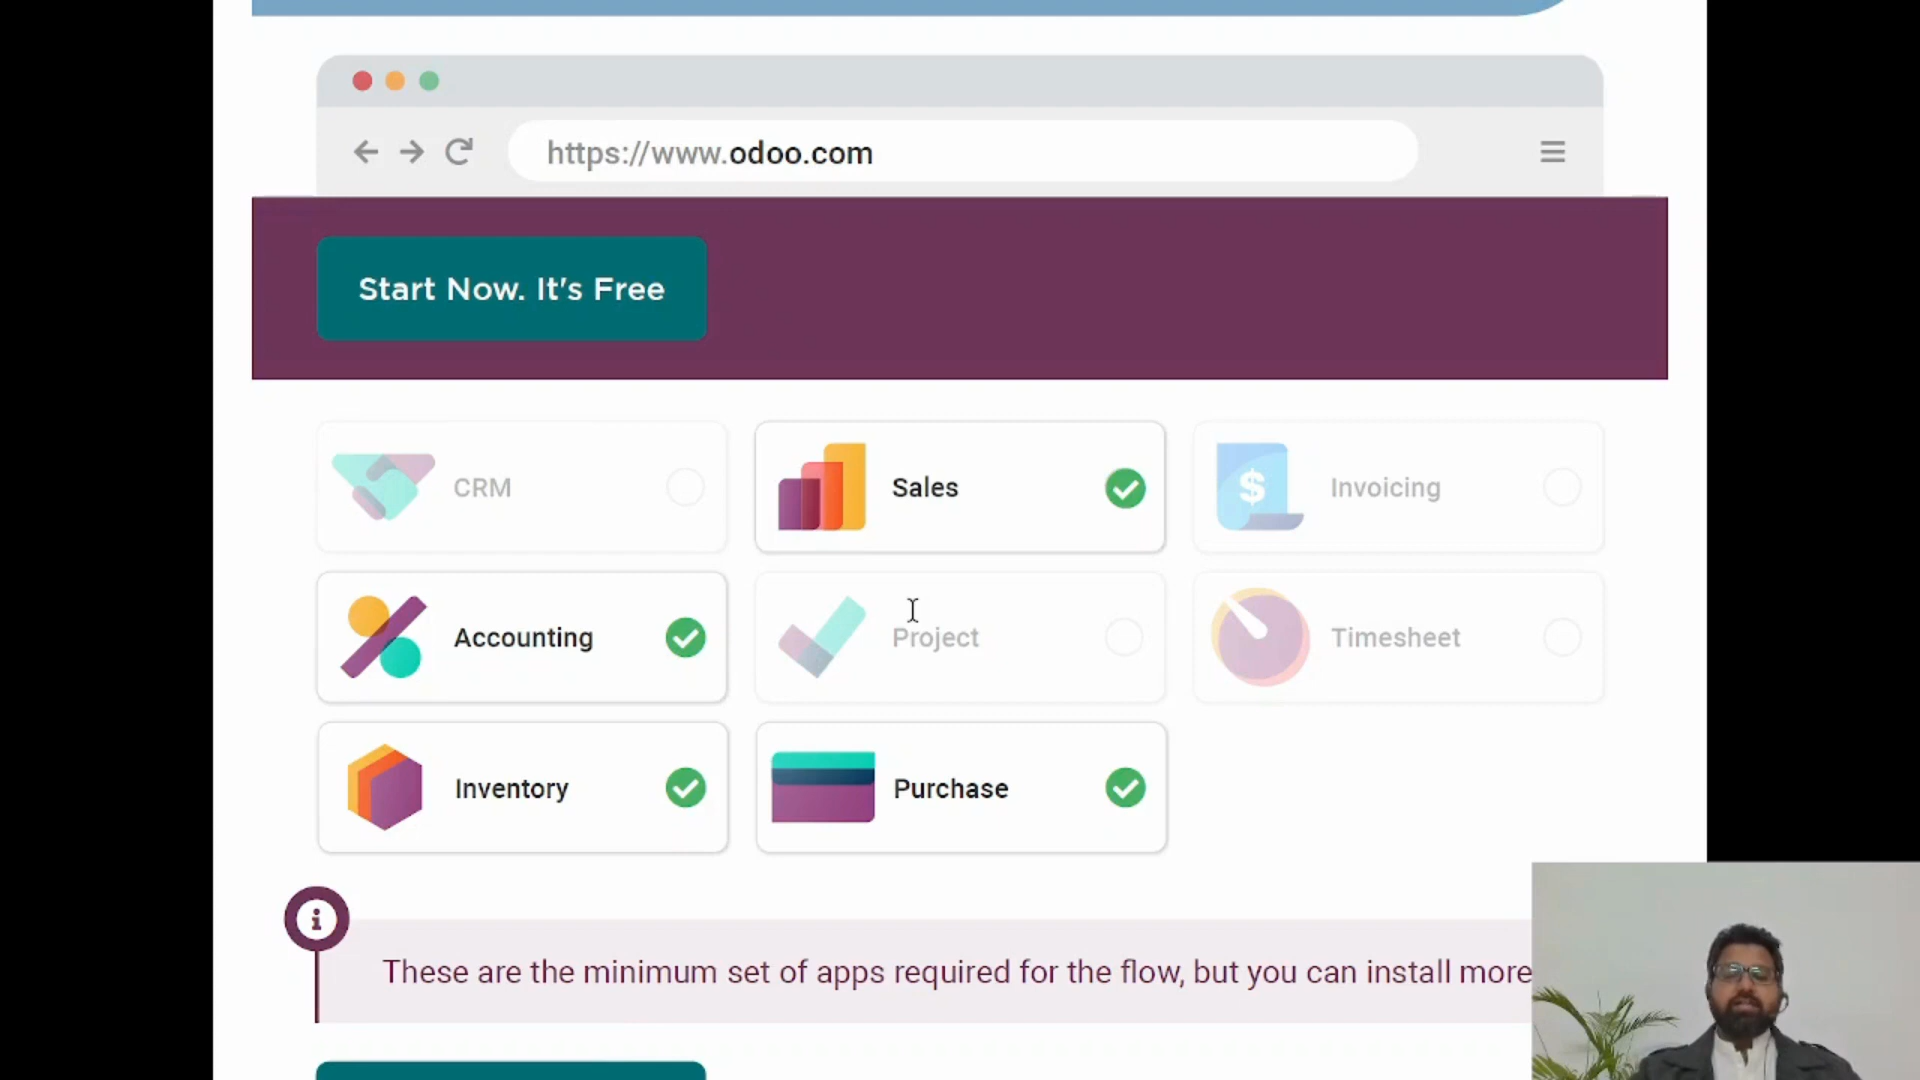 https://www.odoo.com
Start Now. It's Free
CRM
Sales
Invoicing
$
Accounting
Project
Timesheet
Inventory
Purchase
i
These are the minimum set of apps required for the flow, but you can install more